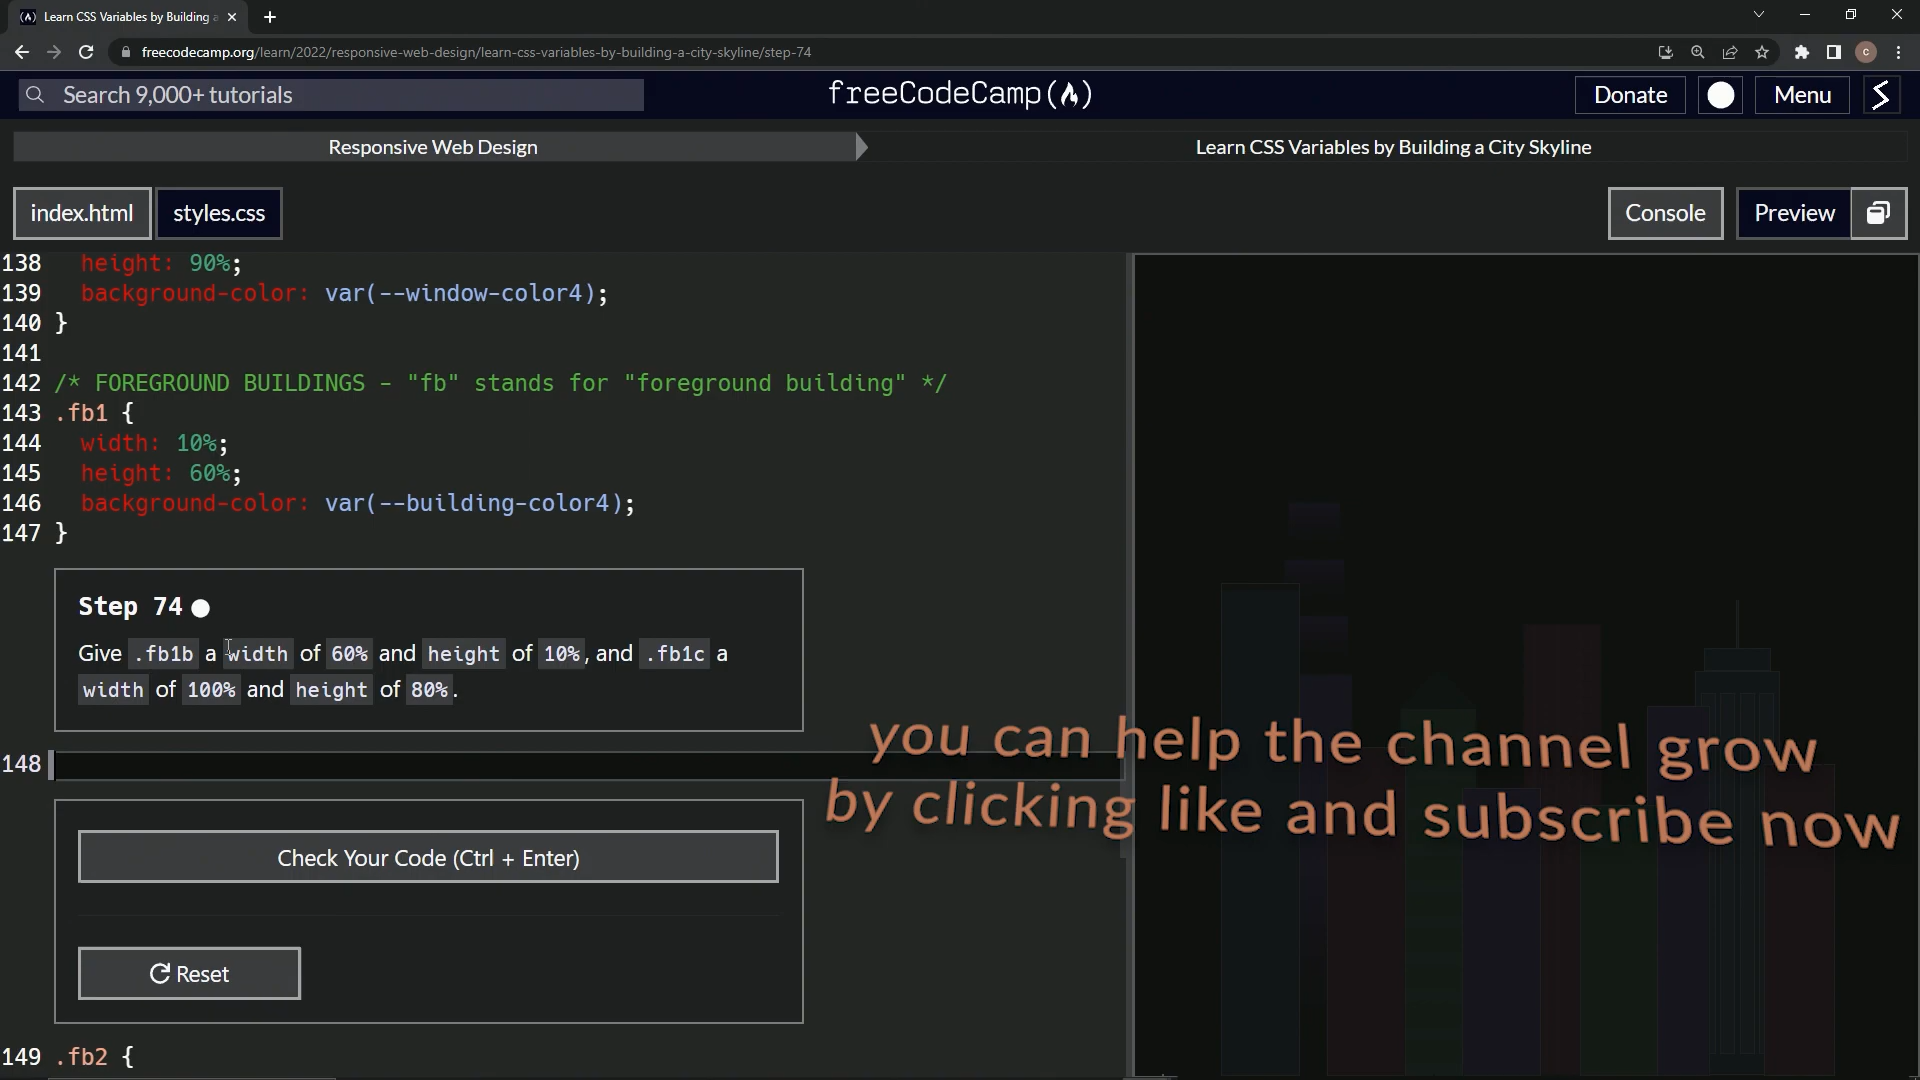 Learn CSS Variables by Building a
freecodecamp.org/learn/2022/responsive-web-design/learn-css-variables-by-building-a-city-skyline/step-74
C
Search 9,000+ tutorials
freeCodeCamp
Donate
Menu
Responsive Web Design
Learn CSS Variables by Building a City Skyline
index.html
styles.css
Console
Preview
138 height: 90%;
139 background-color: var(--window-color4);
140 }
141
142 /* FOREGROUND BUILDINGS - "fb" stands for "foreground building" */
143 .fb1 {
144 width: 10%;
145 height: 60%;
146 background-color: var(--building-color4);
147 }
Step 74
Give .fb1b a width of 60% and height of 10%, and .fb1c a
width of 100% and height of 80%.
you can help the channel grow
by clicking like and subscribe now
148
Check Your Code (Ctrl + Enter)
Reset
149 .fb2 {